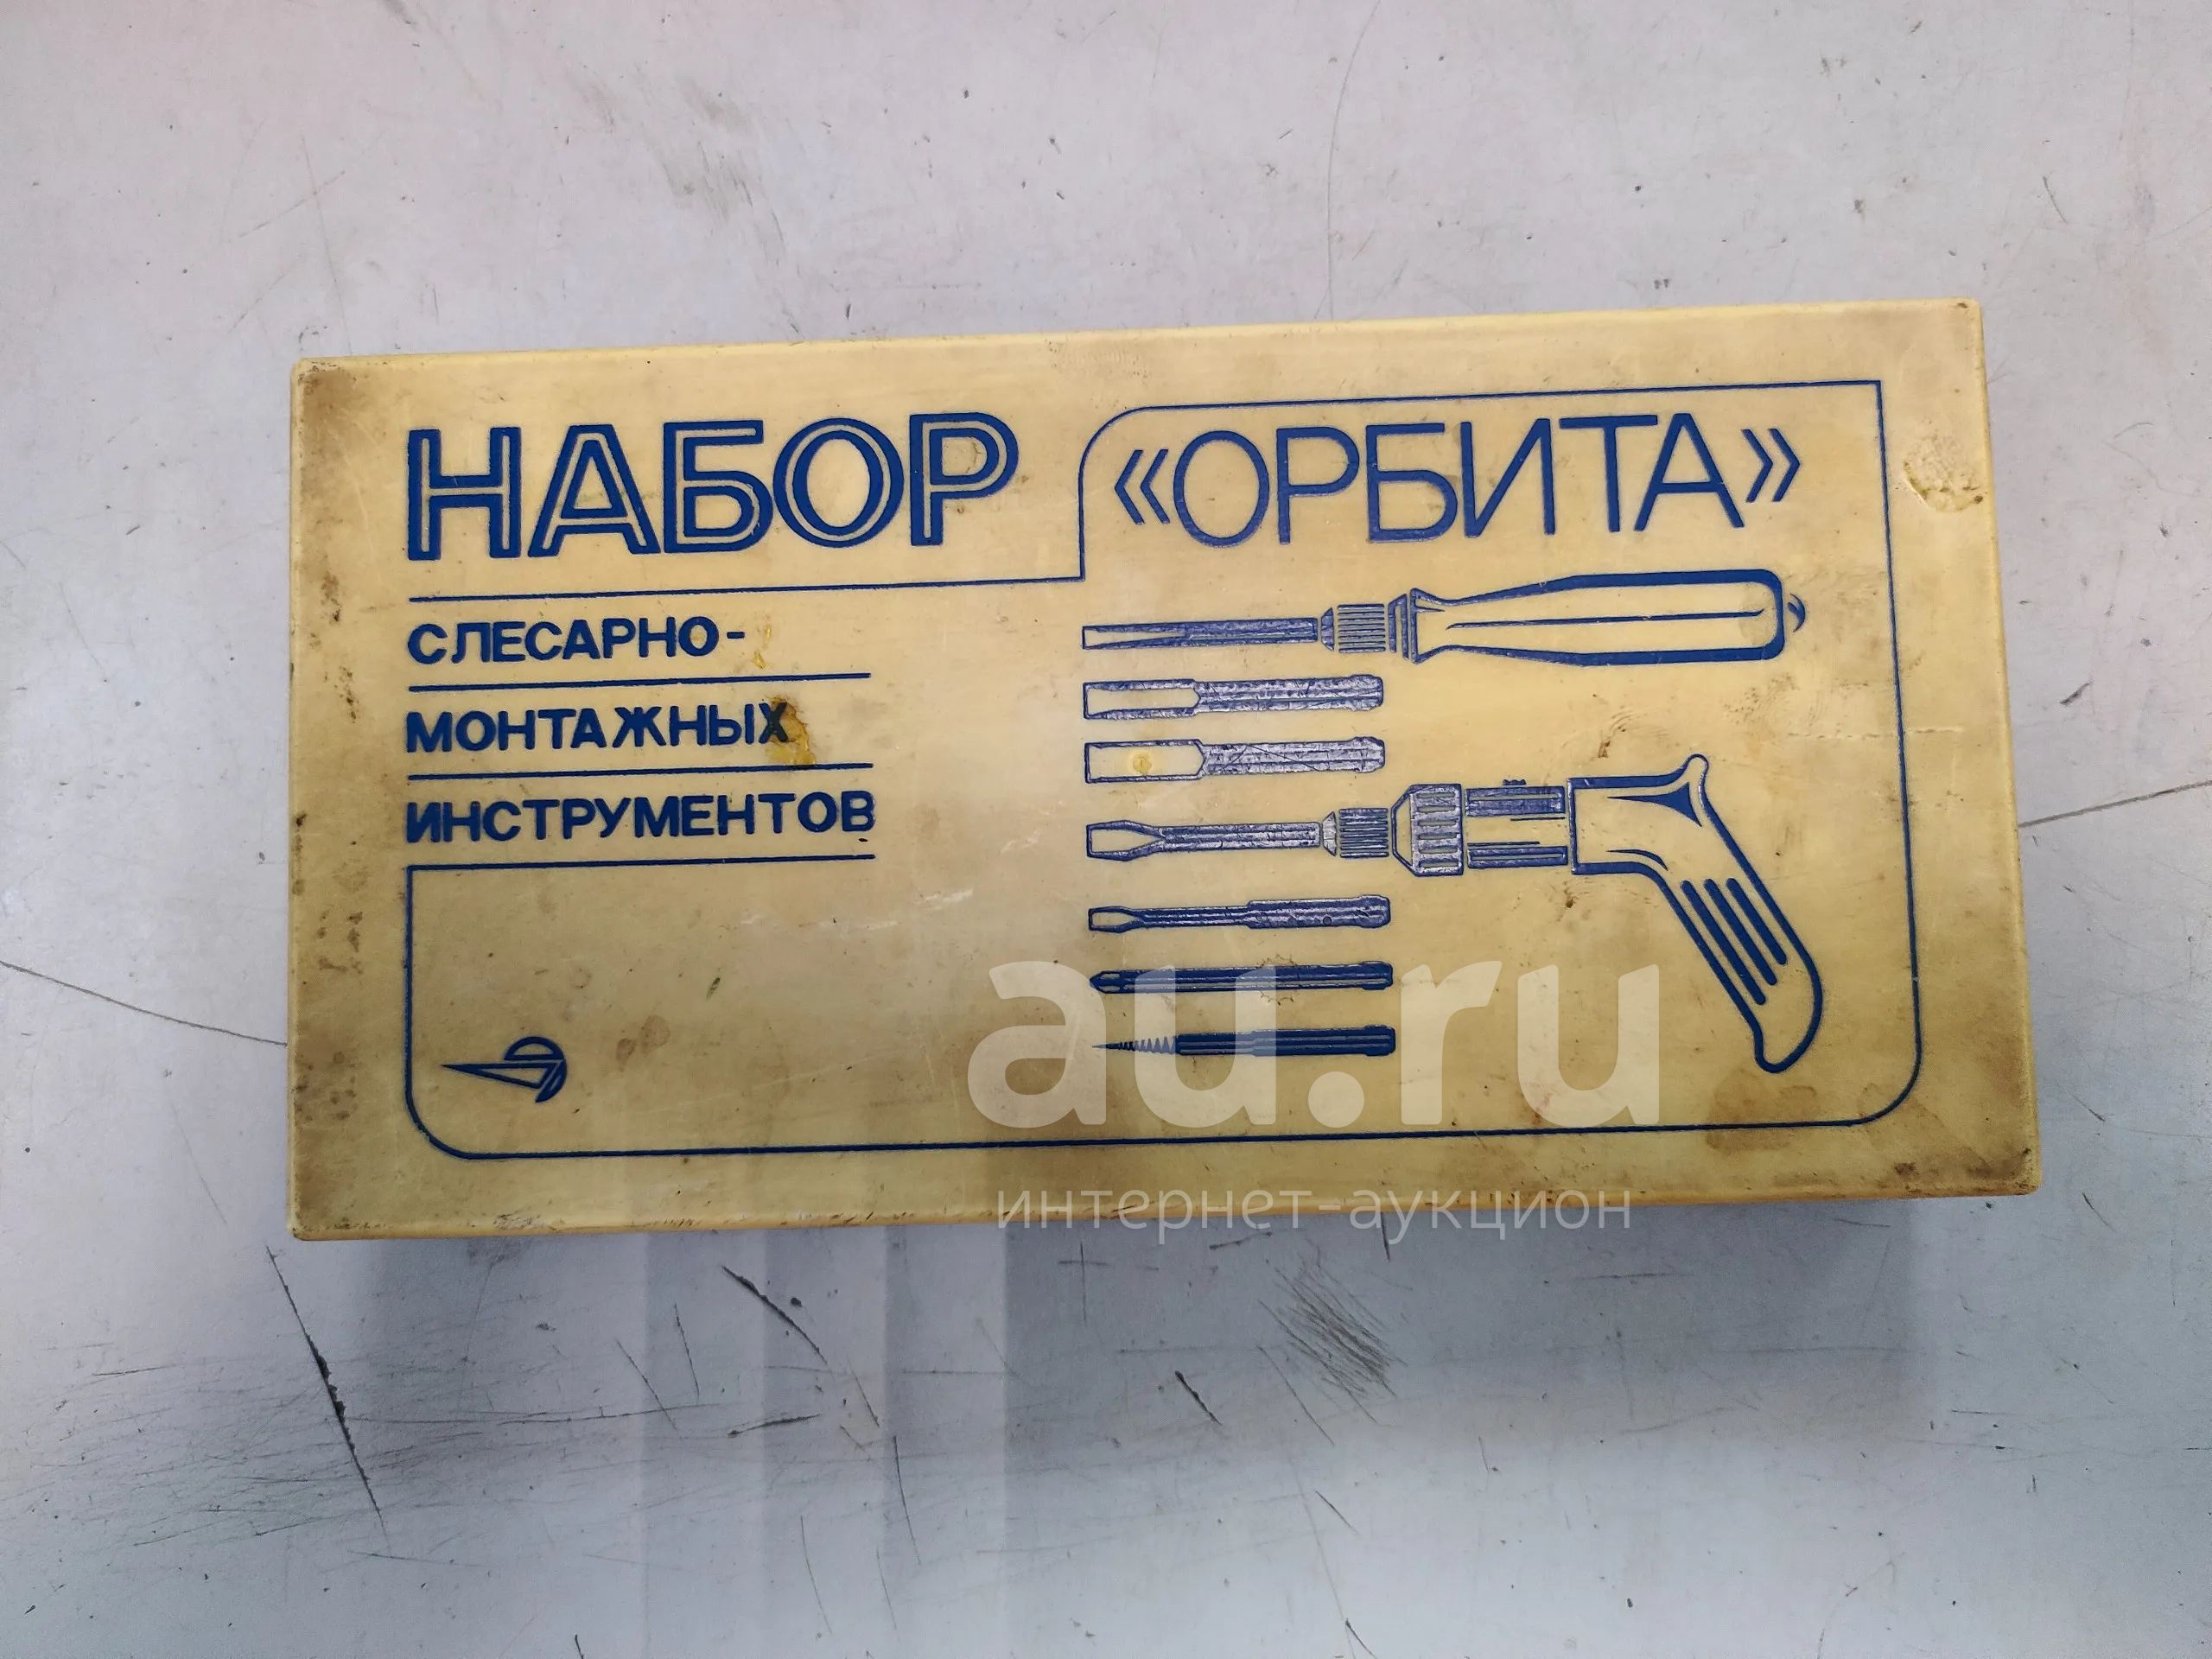 НАБОР «ОРБИТА»
СЛЕСАРНО-
МОНТАЖНЫХ
ИНСТРУМЕНТОВ
au.ru
интернет-аукцион